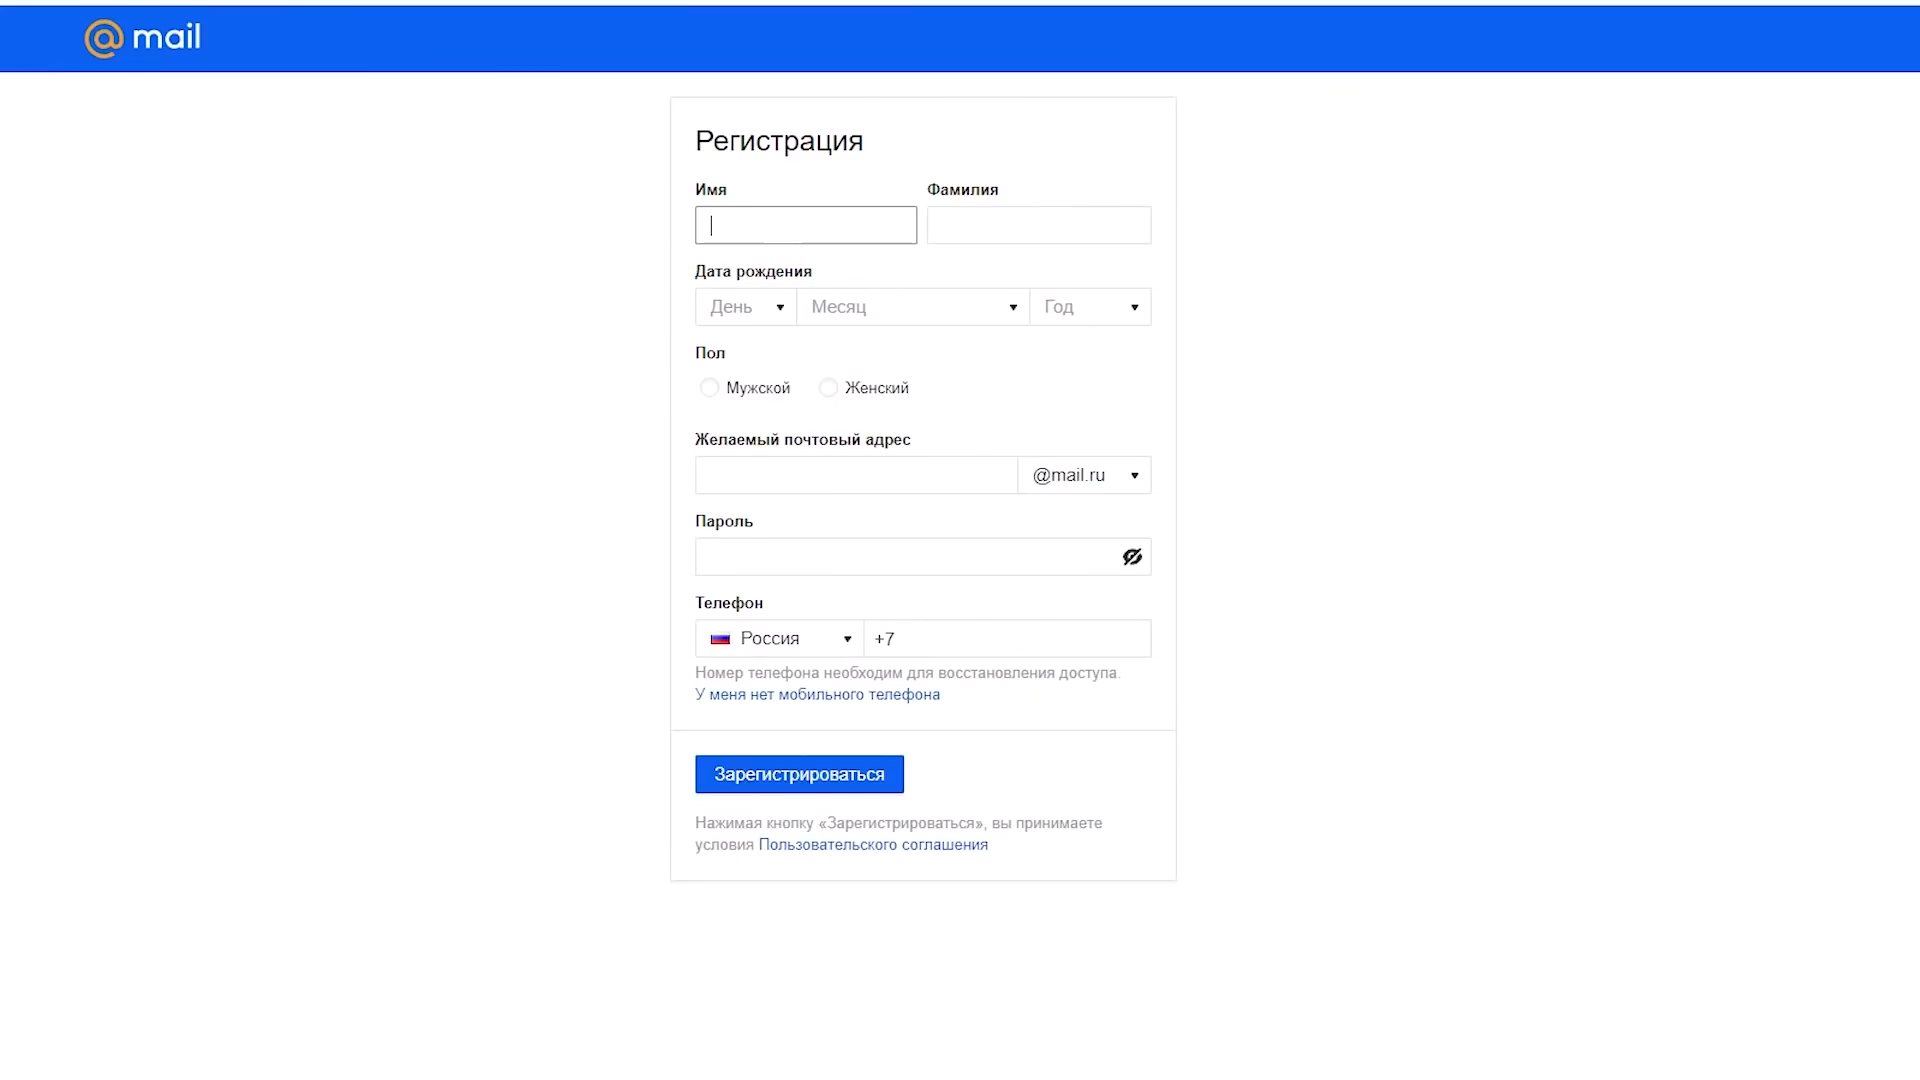 @ mail
Регистрация
Имя Фамилия
Дата рождения
День Месяц Год
Пол
Мужской Женский
Желаемый почтовый адрес
@mail.ru
Пароль
Телефон
Россия +7
Номер телефона необходим для восстановления доступа.
У меня нет мобильного телефона
Зарегистрироваться
Нажимая кнопку «Зарегистрироваться», вы принимаете
условия Пользовательского соглашения